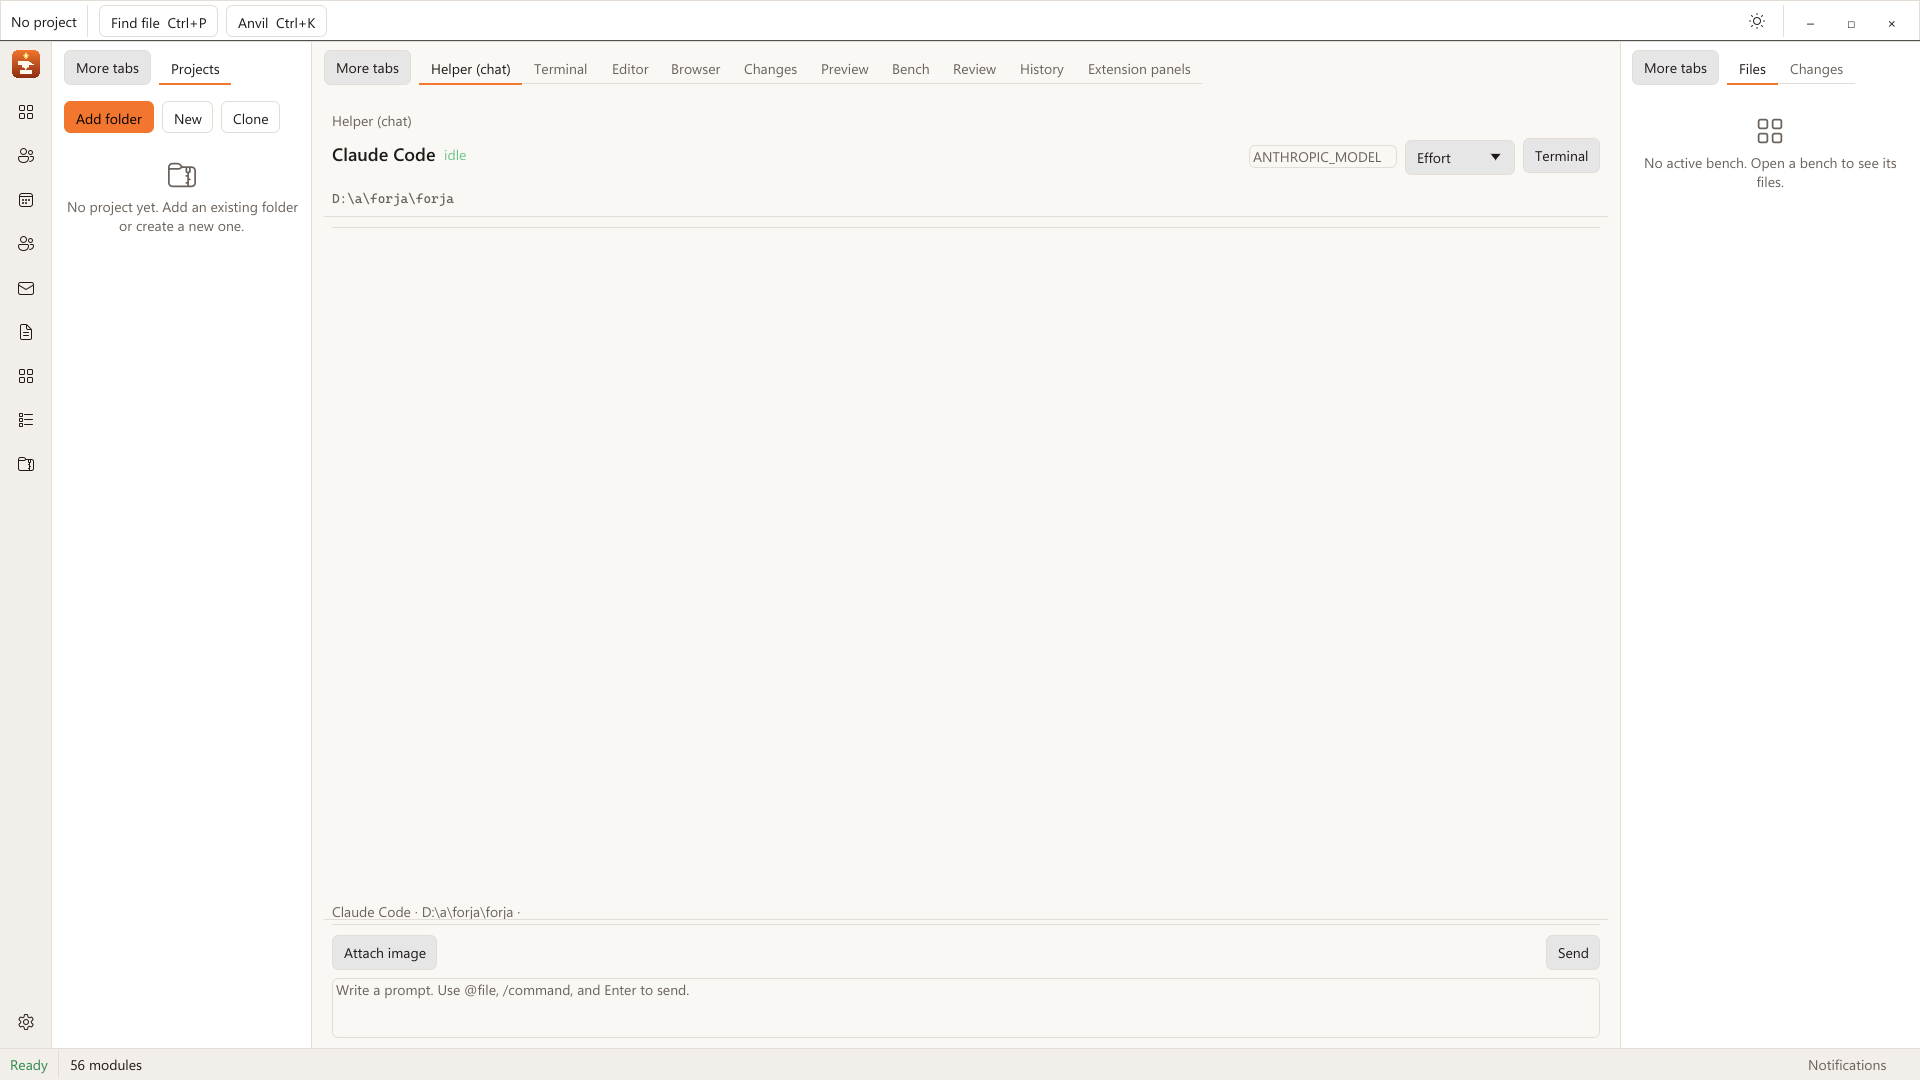 No project
Find file Ctrl+P
Anvil Ctrl+K
More tabs
Projects
Add folder
New
Clone
No project yet. Add an existing folder
or create a new one.
More tabs
Helper (chat)
Terminal
Editor
Browser
Changes
Preview
Bench
Review
History
Extension panels
Helper (chat)
Claude Code idle
ANTHROPIC_MODEL
Effort
Terminal
D:\a\forja\forja
Claude Code · D:\a\forja\forja ·
Attach image
Send
Write a prompt. Use @file, /command, and Enter to send.
More tabs
Files
Changes
No active bench. Open a bench to see its
files.
Ready
56 modules
Notifications